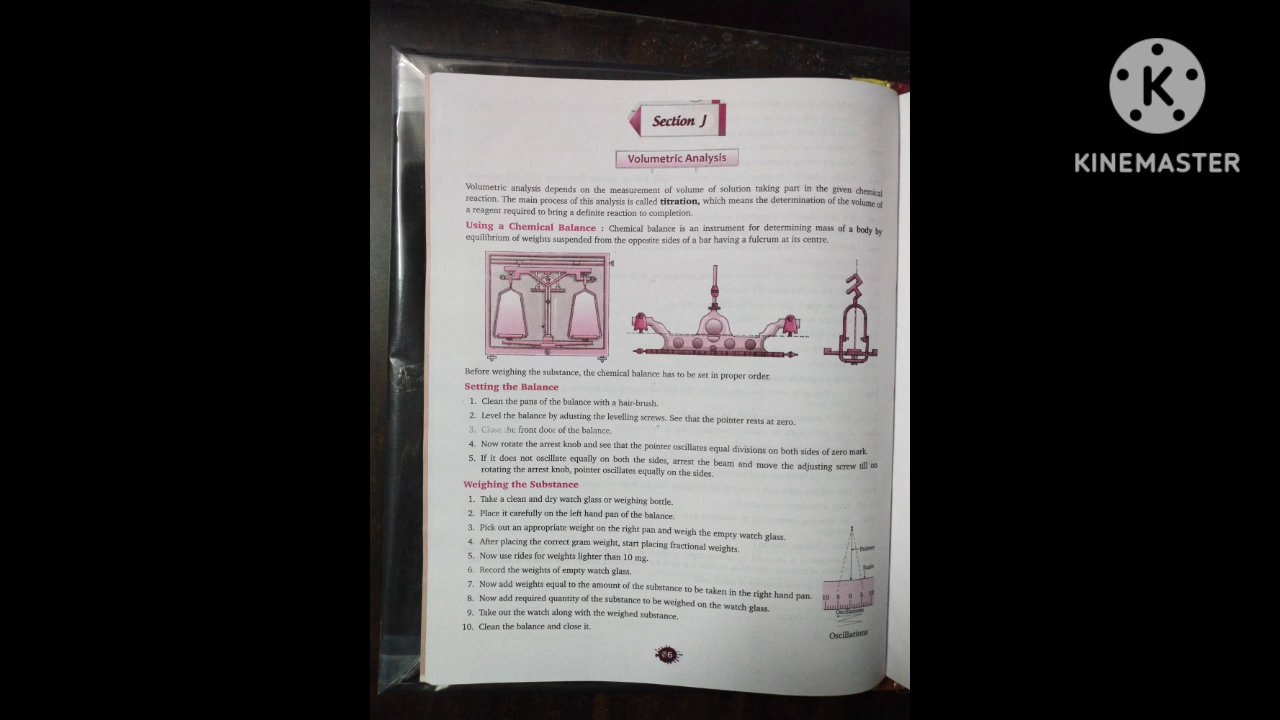 KINEMASTER
Section J
Volumetric Analysis
Volumetric analysis depends on the measurement of volume of solution taking part in the given chemical
reaction. The main process of this analysis is called titration, which means the determination of the volume of
a reagent required to bring a definite reaction to completion.
Using a Chemical Balance : Chemical balance is an instrument for determining mass of a body by
equilibrium of weights suspended from the opposite sides of a bar having a fulcrum at its centre.
Before weighing the substance, the chemical balance has to be set in proper order.
Setting the Balance
1. Clean the pans of the balance with a hair-brush.
2. Level the balance by adusting the levelling screws. See that the pointer rests at zero.
3. Close the front door of the balance.
4. Now rotate the arrest knob and see that the pointer oscillates equal divisions on both sides of zero mark.
5. If it does not oscillate equally on both the sides, arrest the beam and move the adjusting screw till on
rotating the arrest knob, pointer oscillates equally on the sides.
Weighing the Substance
1. Take a clean and dry watch glass or weighing bottle.
2. Place it carefully on the left hand pan of the balance.
3. Pick out an appropriate weight on the right pan and weigh the empty watch glass.
4. After placing the correct gram weight, start placing fractional weights.
5. Now use rides for weights lighter than 10 mg.
6. Record the weights of empty watch glass.
7. Now add weights equal to the amount of the substance to be taken in the right hand pan.
8. Now add required quantity of the substance to be weighed on the watch glass.
9. Take out the watch along with the weighed substance.
10. Clean the balance and close it.
Pointer
Scale
10 5 0 5 10
Oscillations
Oscillations